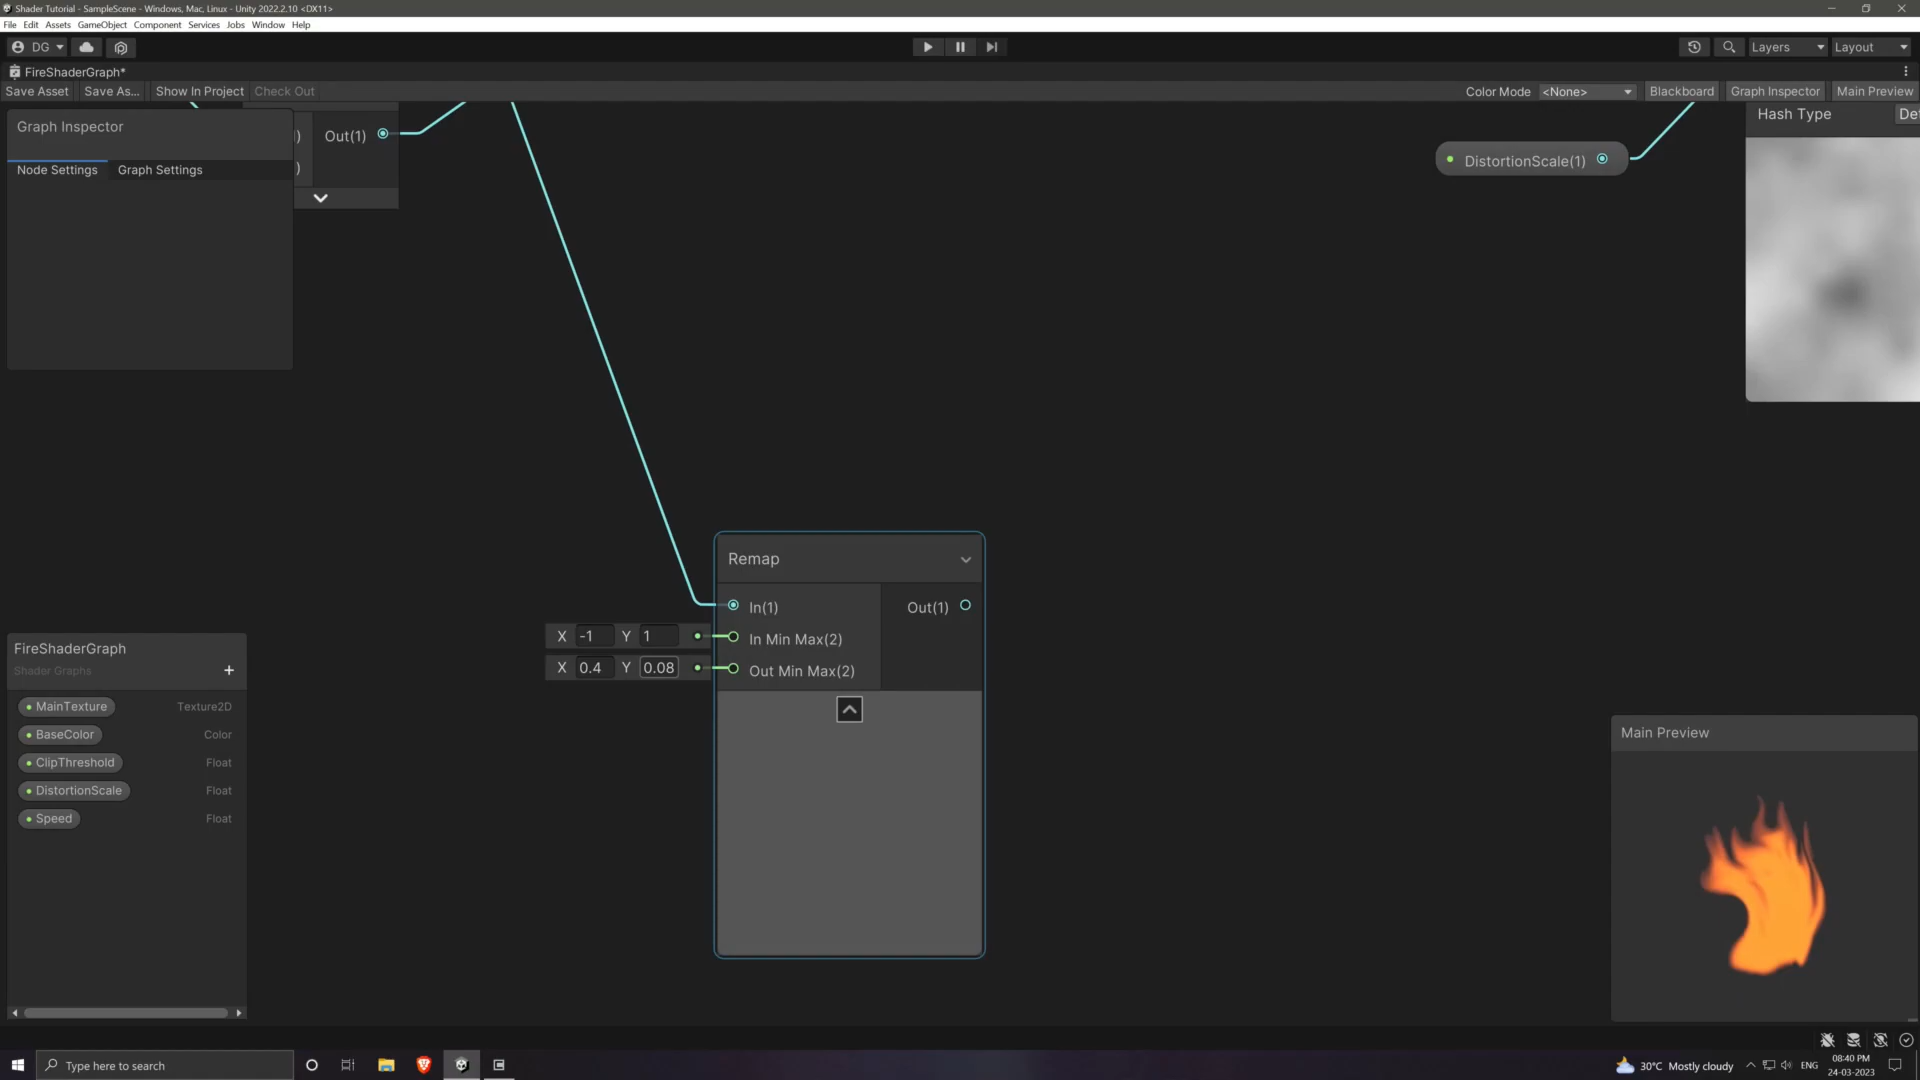 Shader Tutorial - SampleScene - Windows, Mac, Linux - Unity 2022.2.10 <DX11>
File Edit Assets GameObject Component Services Jobs Window Help
DG
Layers
Layout
FireShaderGraph*
Save Asset
Save As...
Show In Project
Check Out
Color Mode
<None>
Blackboard
Graph Inspector
Main Preview
Graph Inspector
Node Settings
Graph Settings
)
)
Out(1)
DistortionScale(1)
Hash Type
Def
Remap
In(1)
Out(1)
X -1 Y 1
In Min Max(2)
X 0.4 Y 0.08
Out Min Max(2)
FireShaderGraph
Shader Graphs
+
MainTexture Texture2D
BaseColor Color
ClipThreshold Float
DistortionScale Float
Speed Float
Main Preview
Type here to search
30°C Mostly cloudy
ENG
08:40 PM
24-03-2023